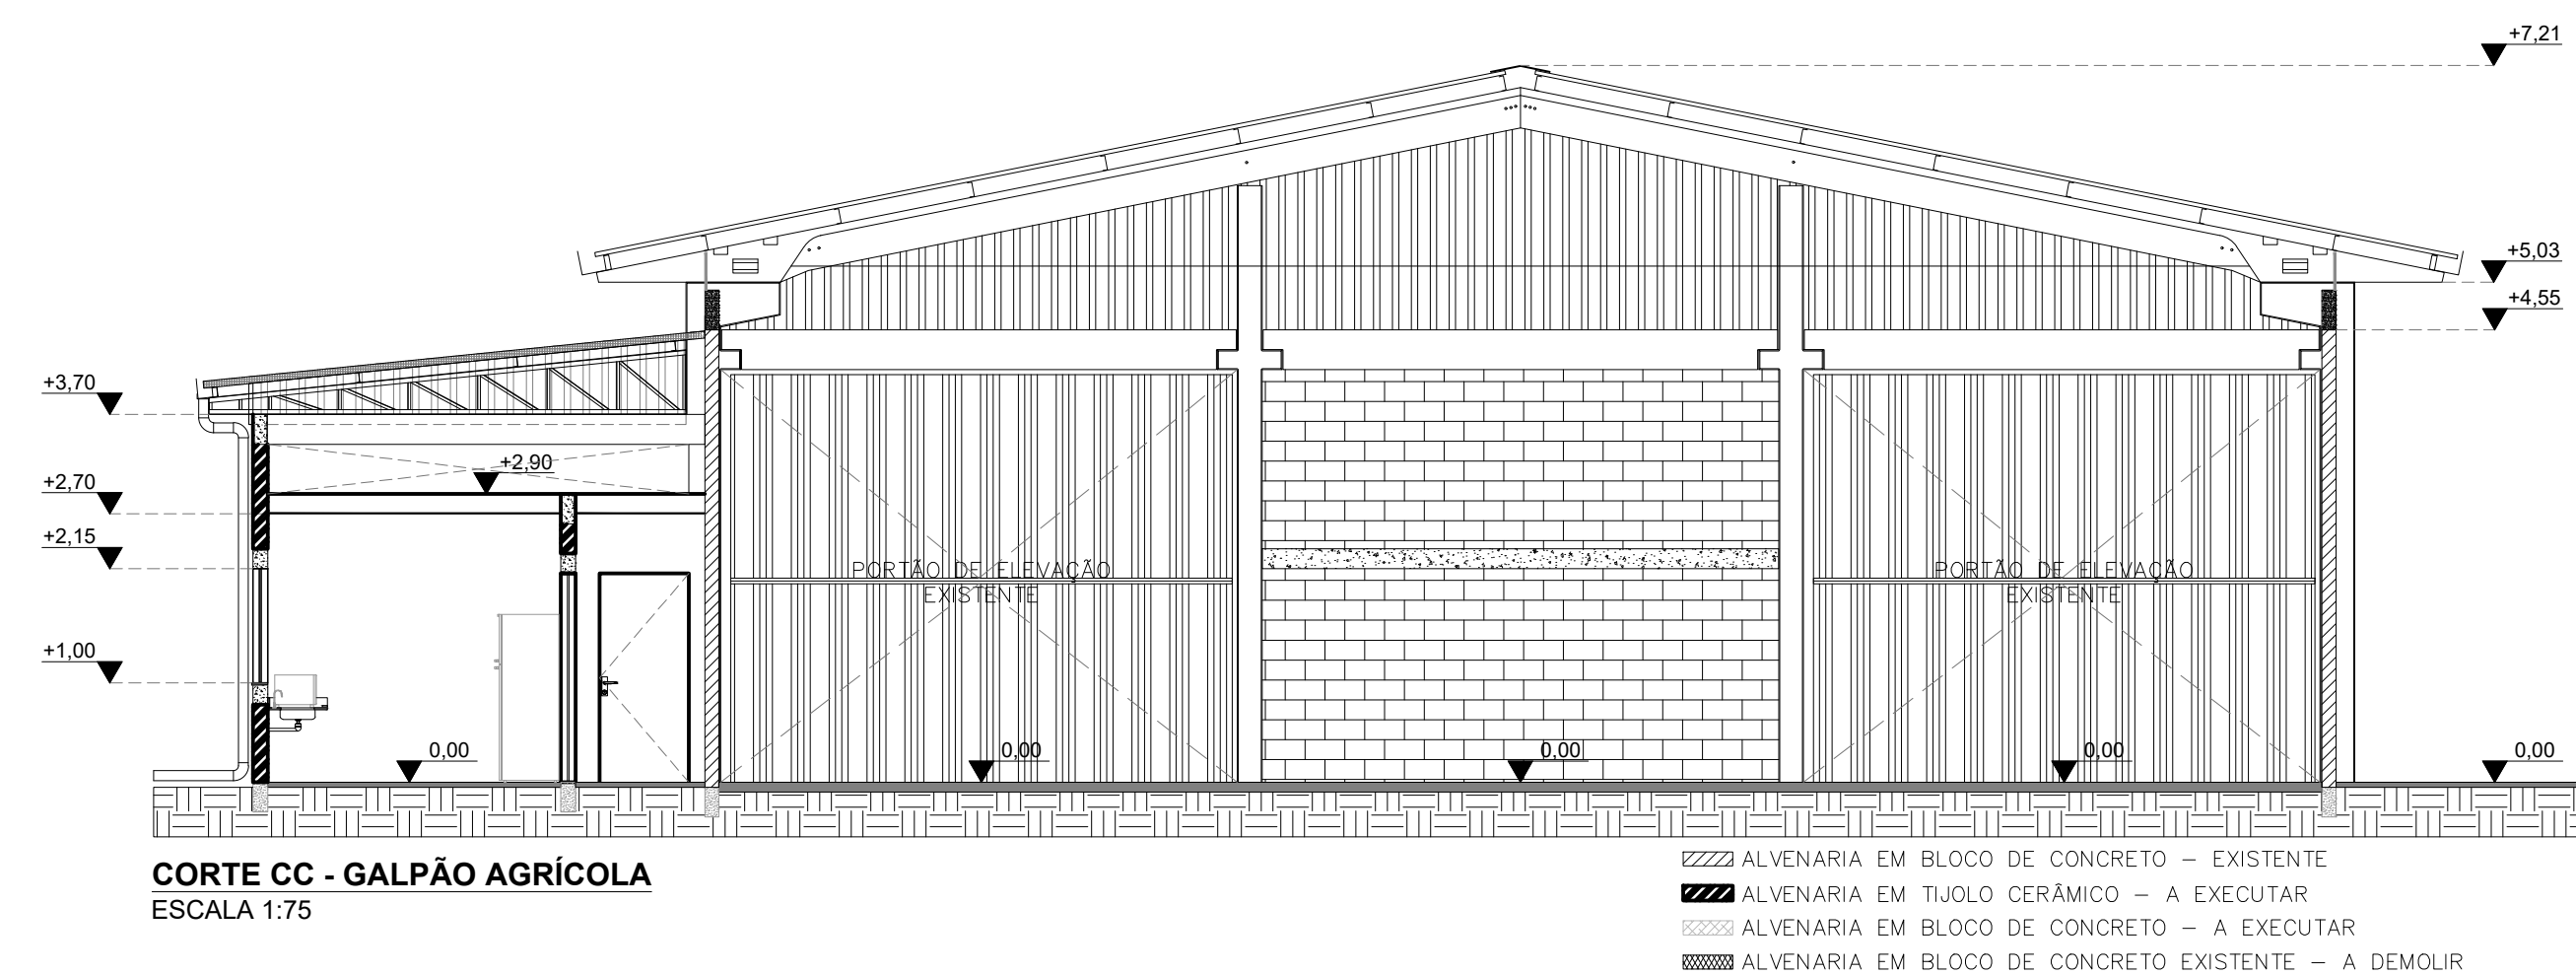 +7,21
+5,03
+4,55
+3,70
+2,90
+2,70
+2,15
PORTÃO DE ELEVAÇÃO
EXISTENTE
PORTÃO DE ELEVAÇÃO
EXISTENTE
+1,00
0,00
0,00
0,00
0,00
0,00
CORTE CC - GALPÃO AGRÍCOLA
ESCALA 1:75
ALVENARIA EM BLOCO DE CONCRETO – EXISTENTE
ALVENARIA EM TIJOLO CERÂMICO – A EXECUTAR
ALVENARIA EM BLOCO DE CONCRETO – A EXECUTAR
ALVENARIA EM BLOCO DE CONCRETO EXISTENTE – A DEMOLIR